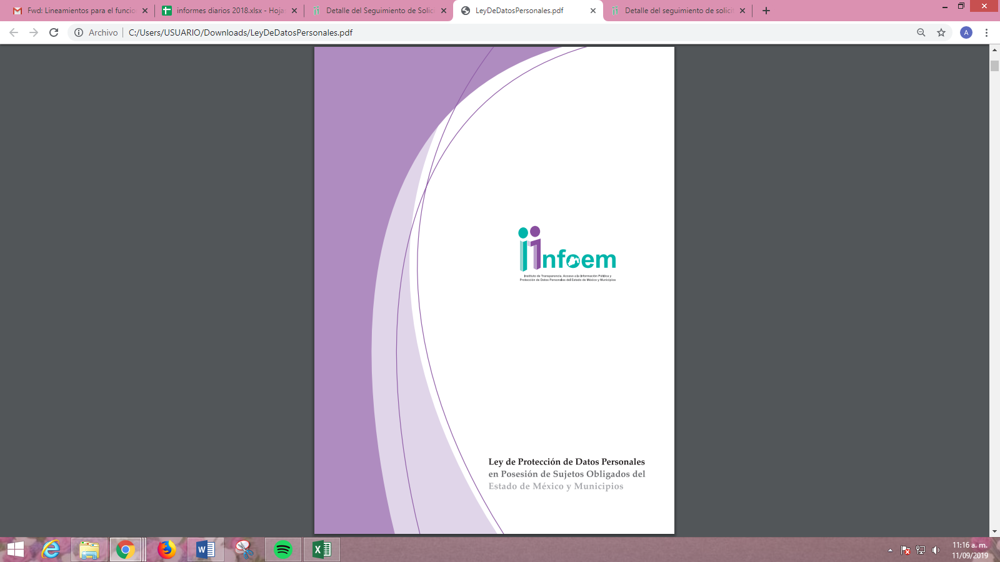 Fwd: Lineamientos para el funcio
informes diarios 2018.xlsx - Hoja
Detalle del Seguimiento de Solic
LeyDeDatosPersonales.pdf
Detalle del seguimiento de solicit
Archivo
C:/Users/USUARIO/Downloads/LeyDeDatosPersonales.pdf
A
infoem
Instituto de Transparencia, Acceso a la Información Pública y
Protección de Datos Personales del Estado de México y Municipios
Ley de Protección de Datos Personales
en Posesión de Sujetos Obligados del
Estado de México y Municipios
11:16 a. m.
11/09/2019